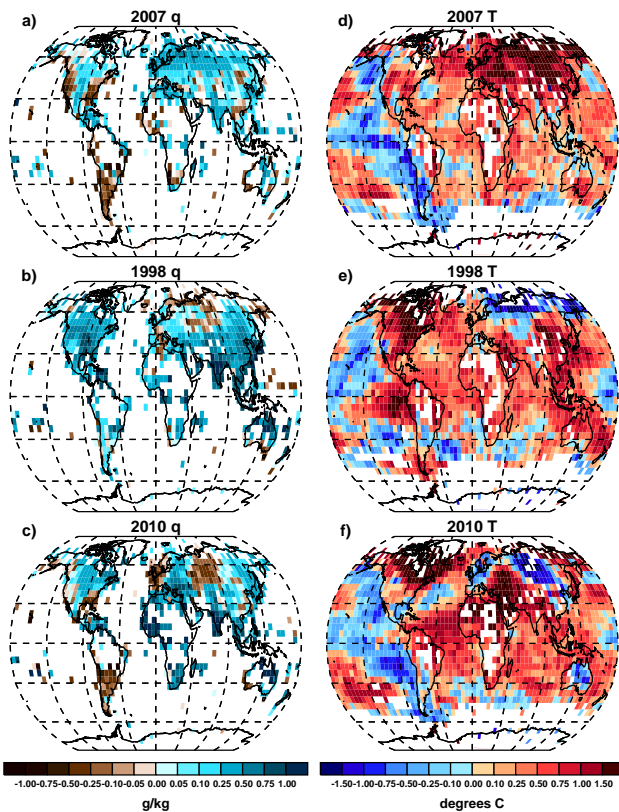 a) 2007 q
d) 2007 T
b) 1998 q
e) 1998 T
c) 2010 q
f) 2010 T
-1.00-0.75-0.50-0.25-0.10-0.05 0.00 0.05 0.10 0.25 0.50 0.75 1.00
g/kg
-1.50-1.00-0.75-0.50-0.25-0.10 0.00 0.10 0.25 0.50 0.75 1.00 1.50
degrees C